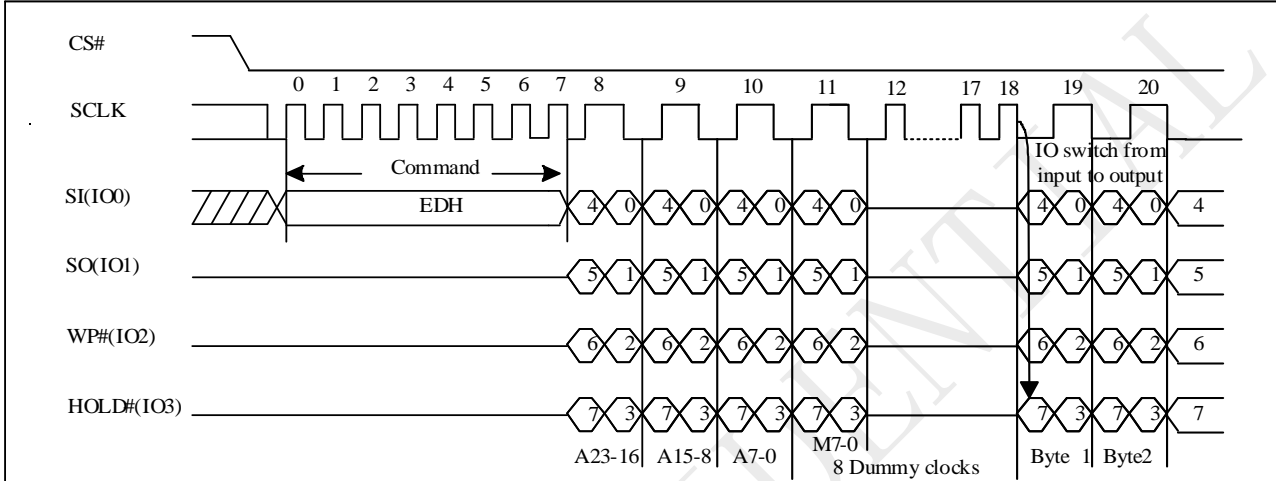 CS#
0 1 2 3 4 5 6 7 8 9 10 11 12 17 18 19 20
SCLK
IO switch from
input to output
Command
SI(IO0)
EDH
4 0 4 0 4 0 4 0 4 0 4 0 4
SO(IO1)
5 1 5 1 5 1 5 1 5 1 5 1 5
WP#(IO2)
6 2 6 2 6 2 6 2 6 2 6 2 6
HOLD#(IO3)
7 3 7 3 7 3 7 3 7 3 7 3 7
A23-16 A15-8 A7-0 M7-0 Byte 1 Byte2
8 Dummy clocks